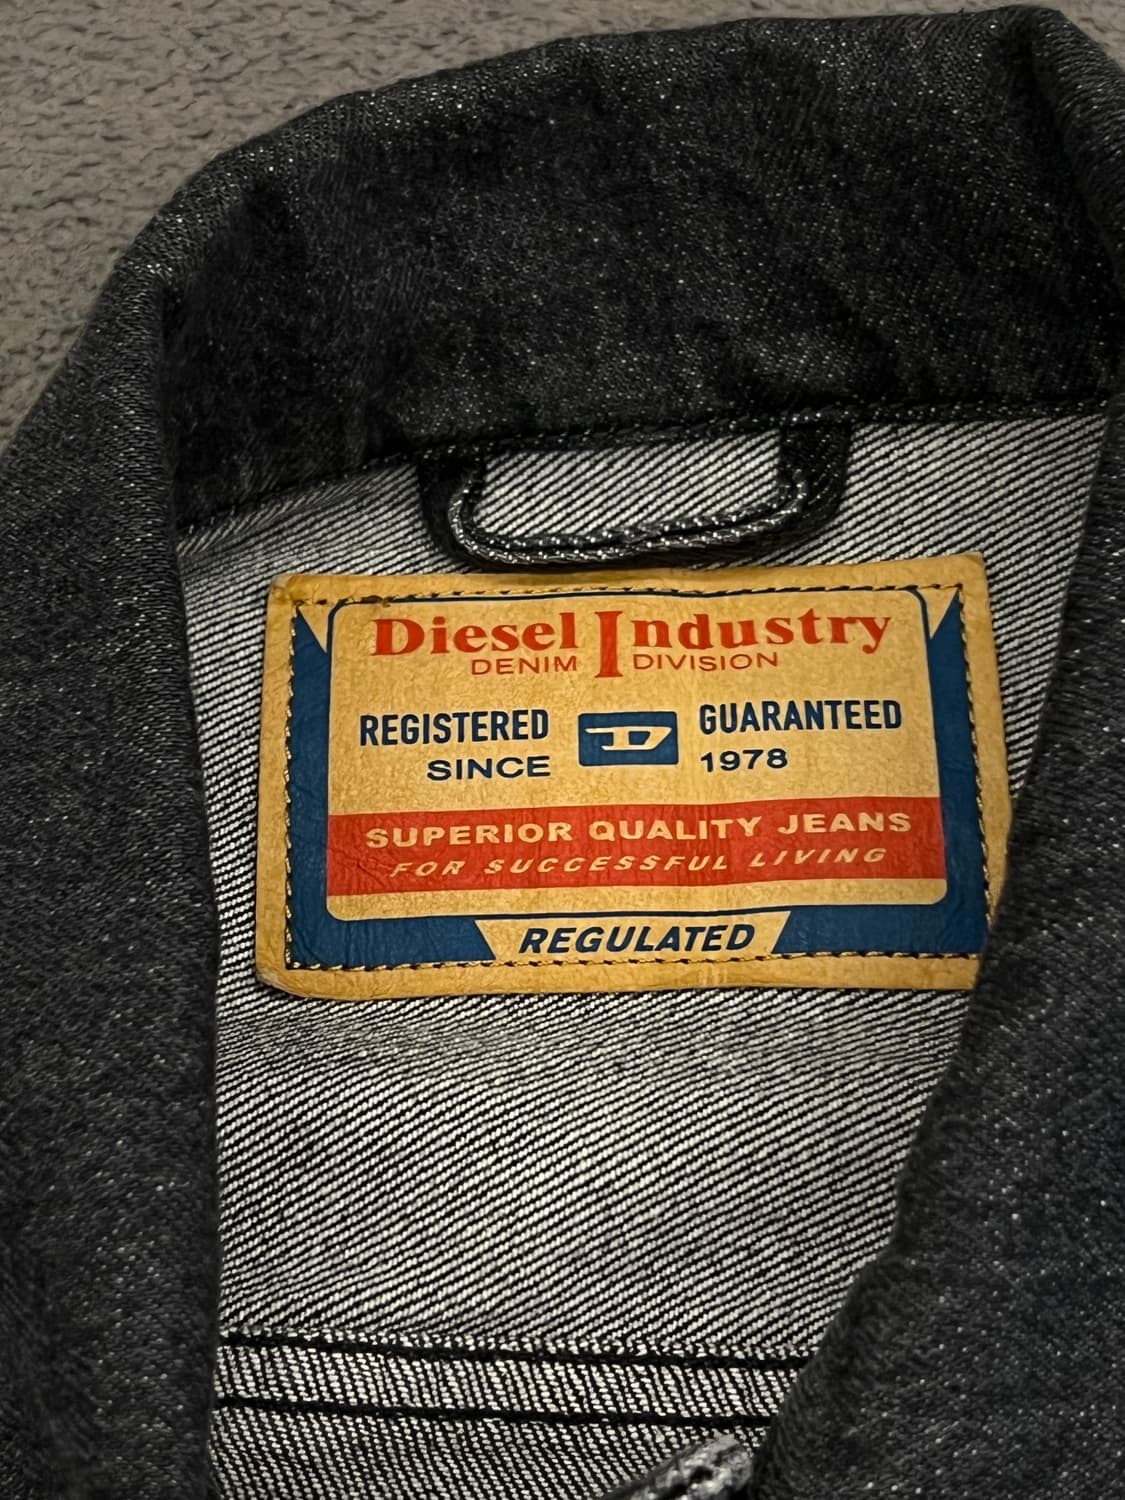 Diesel Industry
DENIM DIVISION
REGISTERED D GUARANTEED
SINCE 1978
SUPERIOR QUALITY JEANS
FOR SUCCESSFUL LIVING
REGULATED